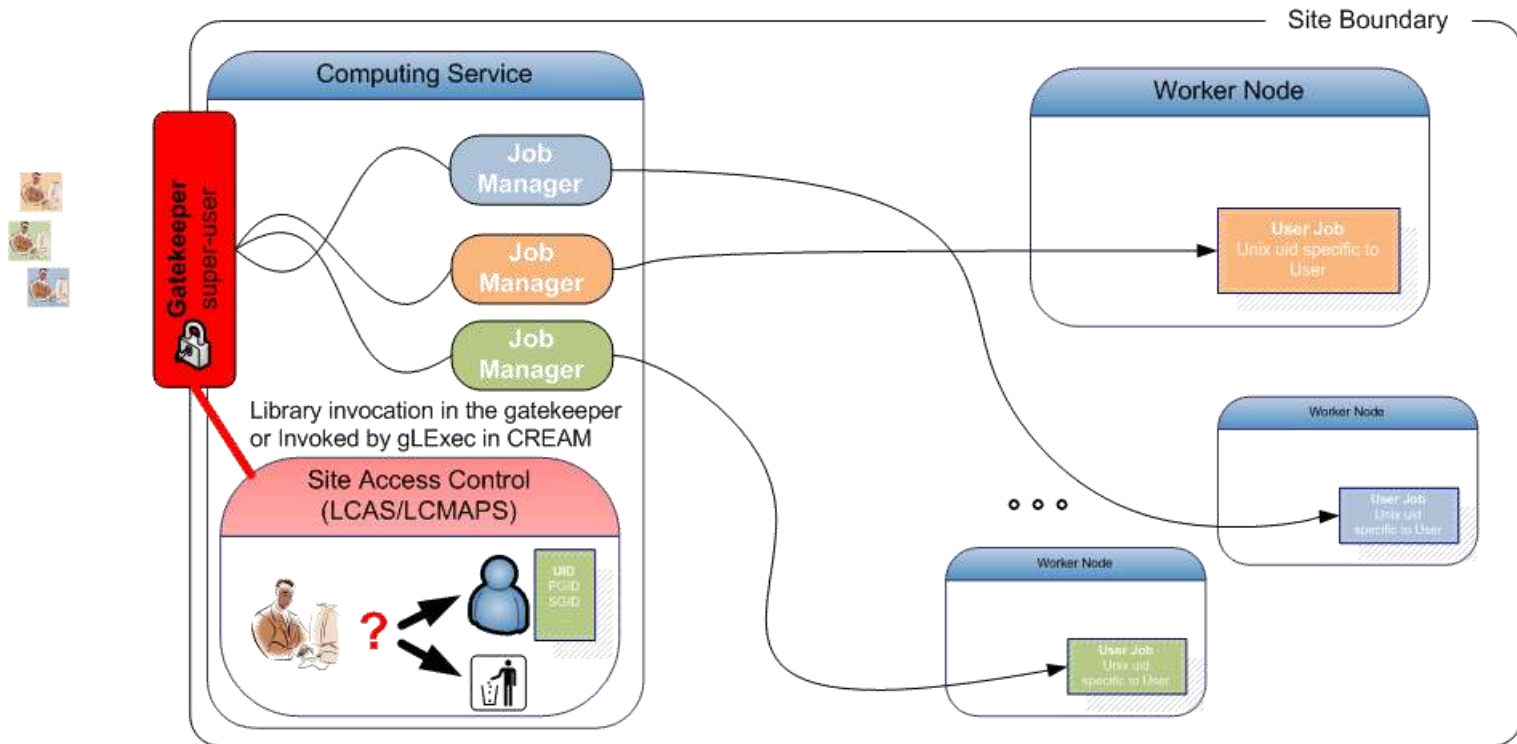 Site Boundary
Computing Service
Worker Node
Gatekeeper
super-user
Job
Manager
Job
Manager
Job
Manager
User Job
Unix uid specific to
User
Library invocation in the gatekeeper
or Invoked by gLExec in CREAM
Site Access Control
(LCAS/LCMAPS)
?
UID
PGID
SGID
....
Worker Node
User Job
Unix uid
specific to User
Worker Node
User Job
Unix uid
specific to User